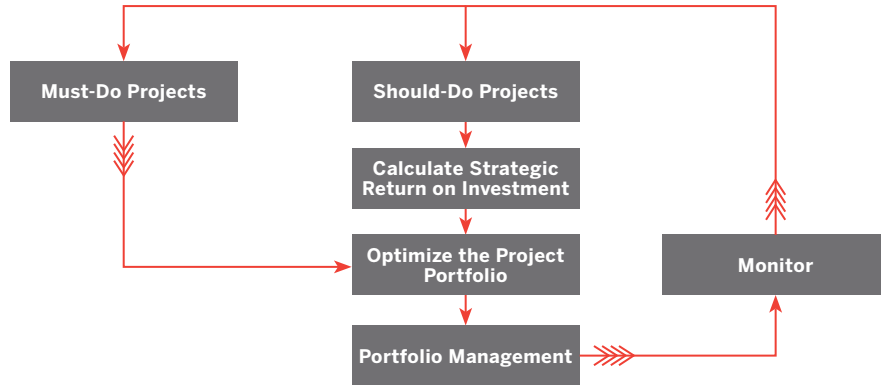 Must-Do Projects
Should-Do Projects
Calculate Strategic
Return on Investment
Optimize the Project
Portfolio
Monitor
Portfolio Management